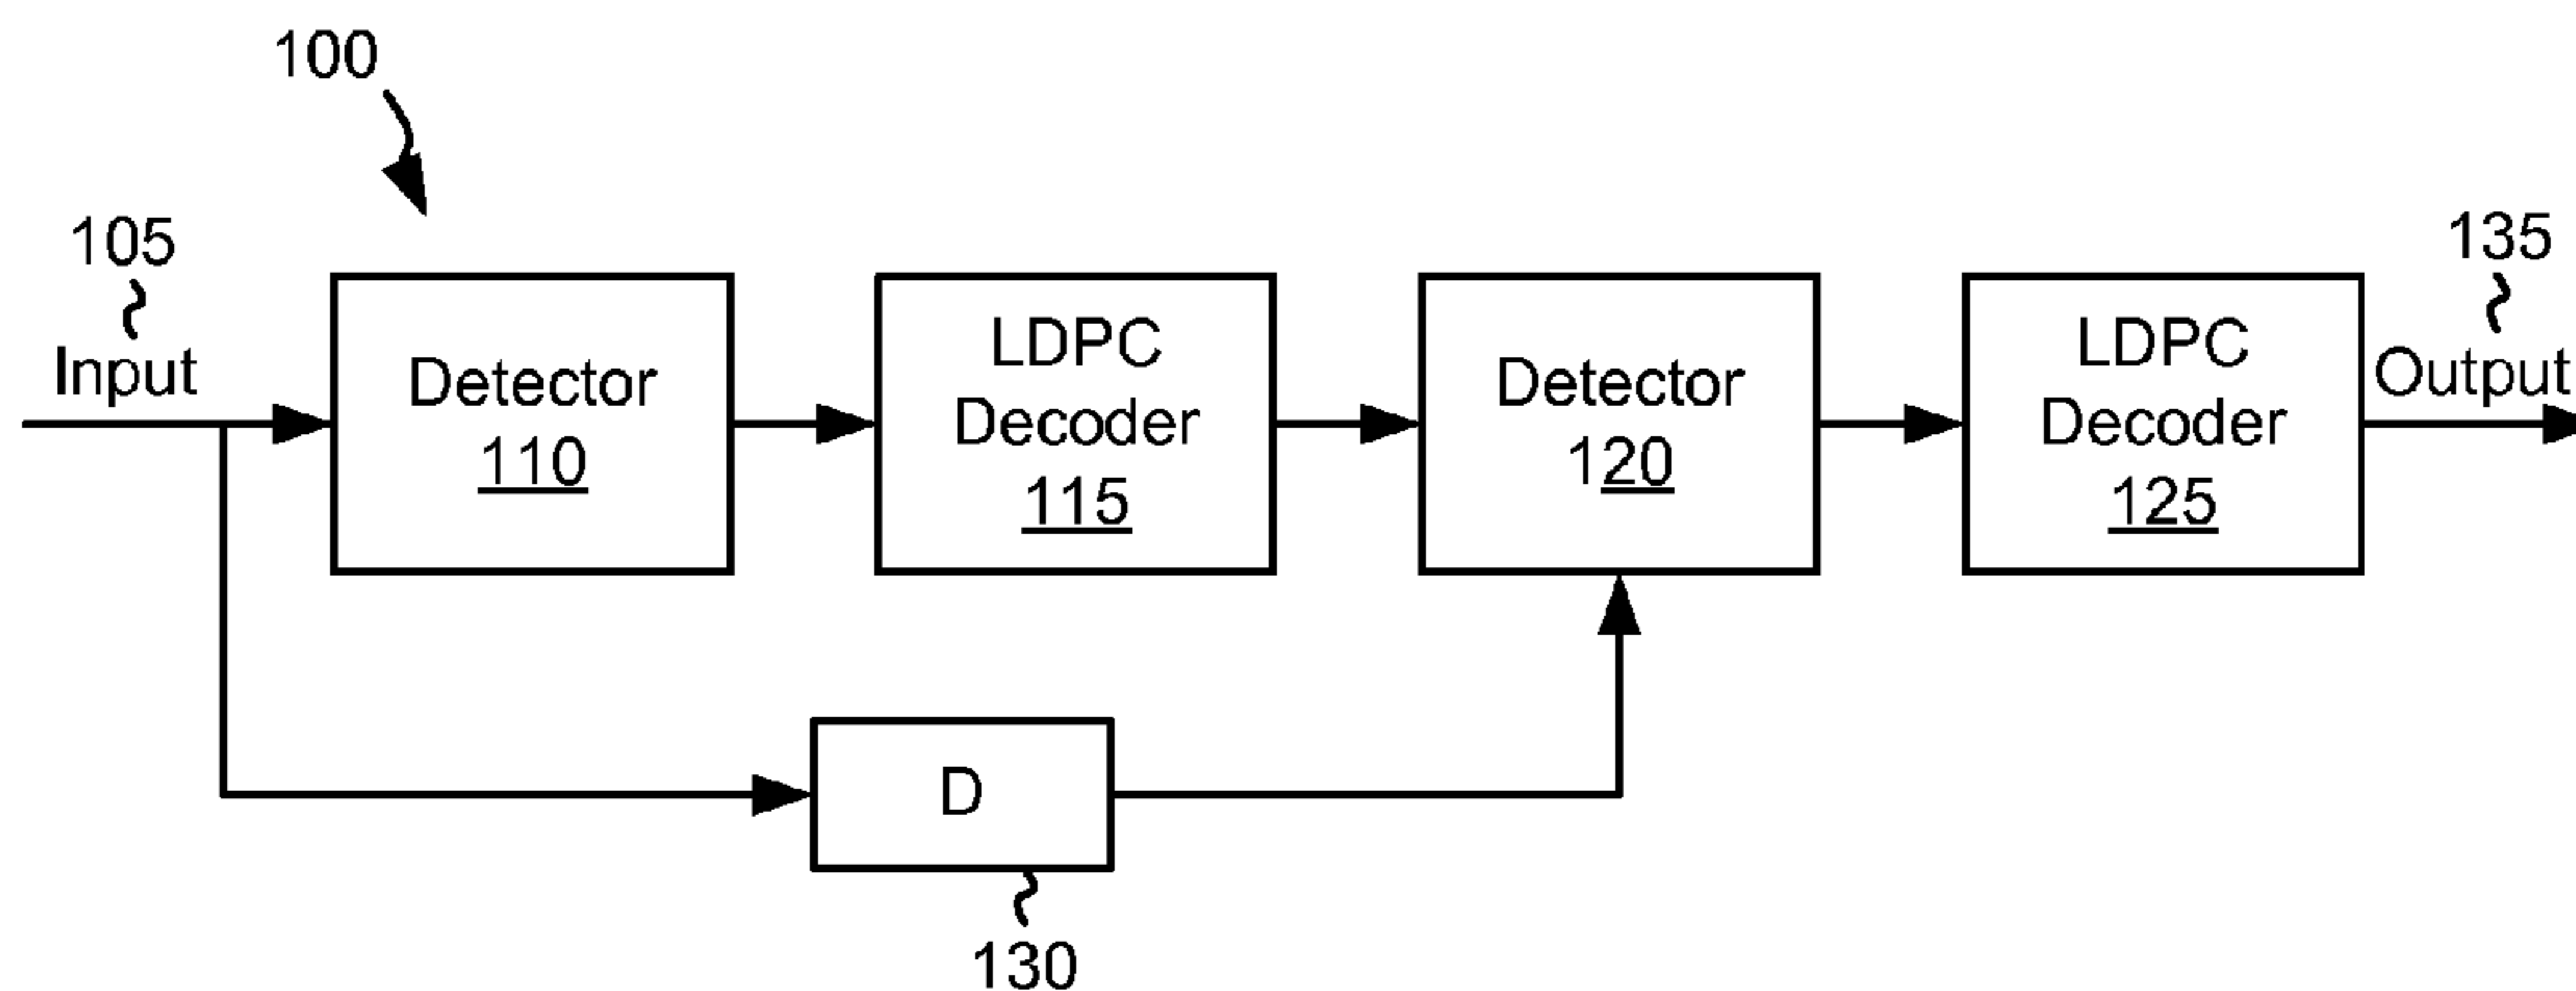 100
105
135
Input
Detector
110
LDPC
Decoder
115
Detector
120
LDPC
Decoder
125
Output
D
130